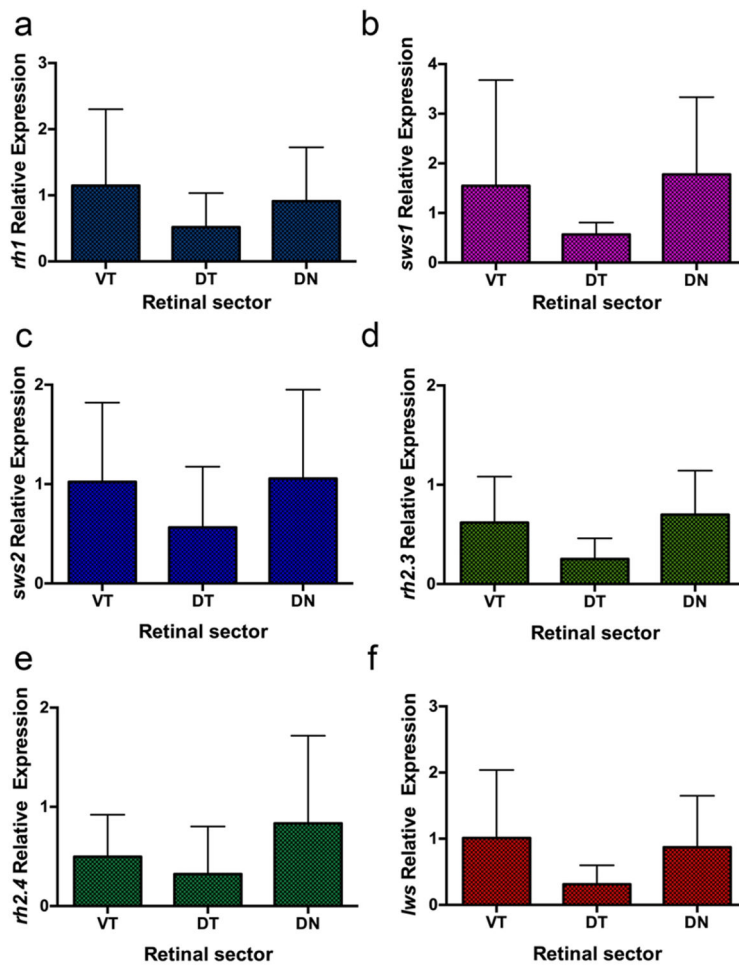 a
rh1 Relative Expression
3
2
1
0
VT DT DN
Retinal sector
b
sws1 Relative Expression
4
3
2
1
0
VT DT DN
Retinal sector
c
sws2 Relative Expression
2
1
0
VT DT DN
Retinal sector
d
rh2.3 Relative Expression
2
1
0
VT DT DN
Retinal sector
e
rh2.4 Relative Expression
2
1
0
VT DT DN
Retinal sector
f
lws Relative Expression
3
2
1
0
VT DT DN
Retinal sector